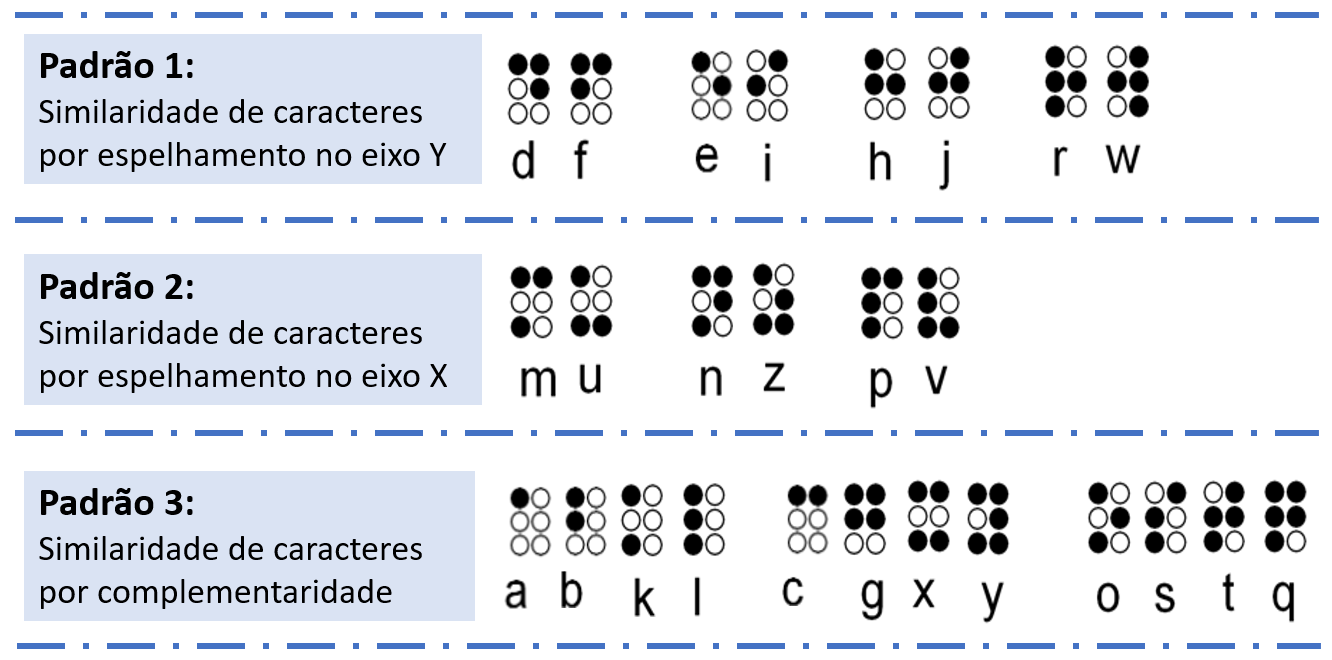 Padrão 1:
Similaridade de caracteres
por espelhamento no eixo Y
d f e i h j r w
Padrão 2:
Similaridade de caracteres
por espelhamento no eixo X
m u n z p v
Padrão 3:
Similaridade de caracteres
por complementaridade
a b k l c g x y o s t q